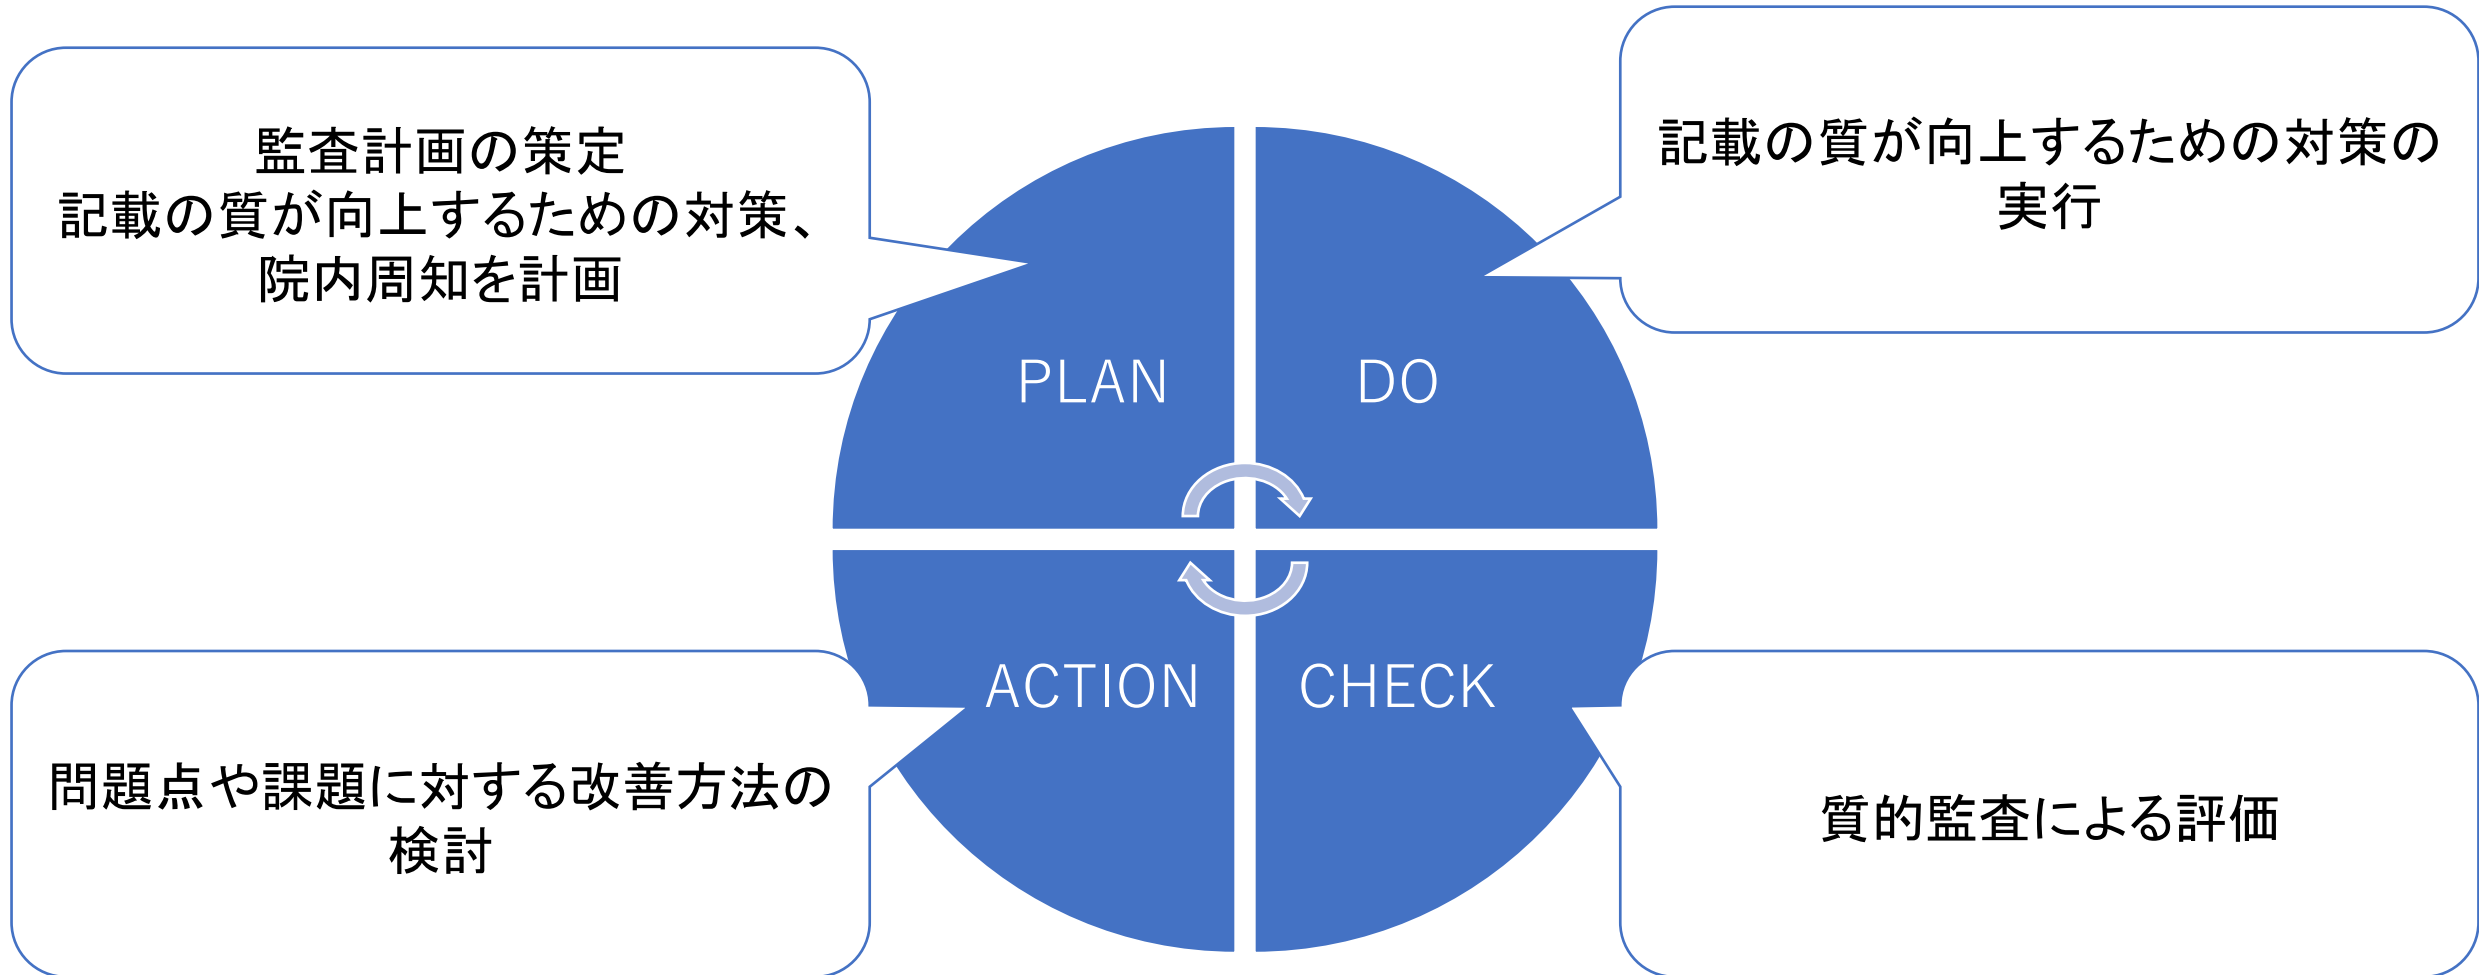 監査計画の策定
記載の質が向上するための対策、
院内周知を計画
記載の質が向上するための対策の
実行
PLAN
DO
ACTION
CHECK
問題点や課題に対する改善方法の
検討
質的監査による評価